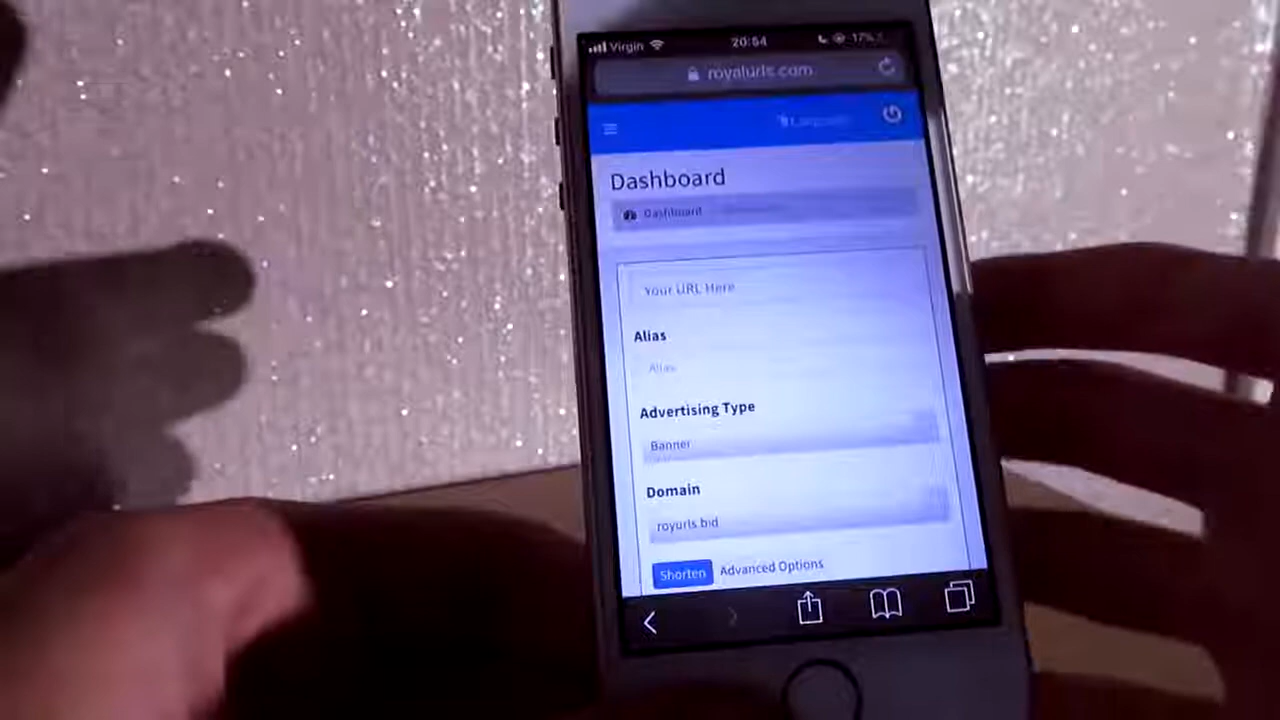 Virgin 20:54 17%
royalurls.com
Dashboard
Dashboard
Your URL Here
Alias
Alias
Advertising Type
Banner
Domain
royurls.bid
Shorten Advanced Options